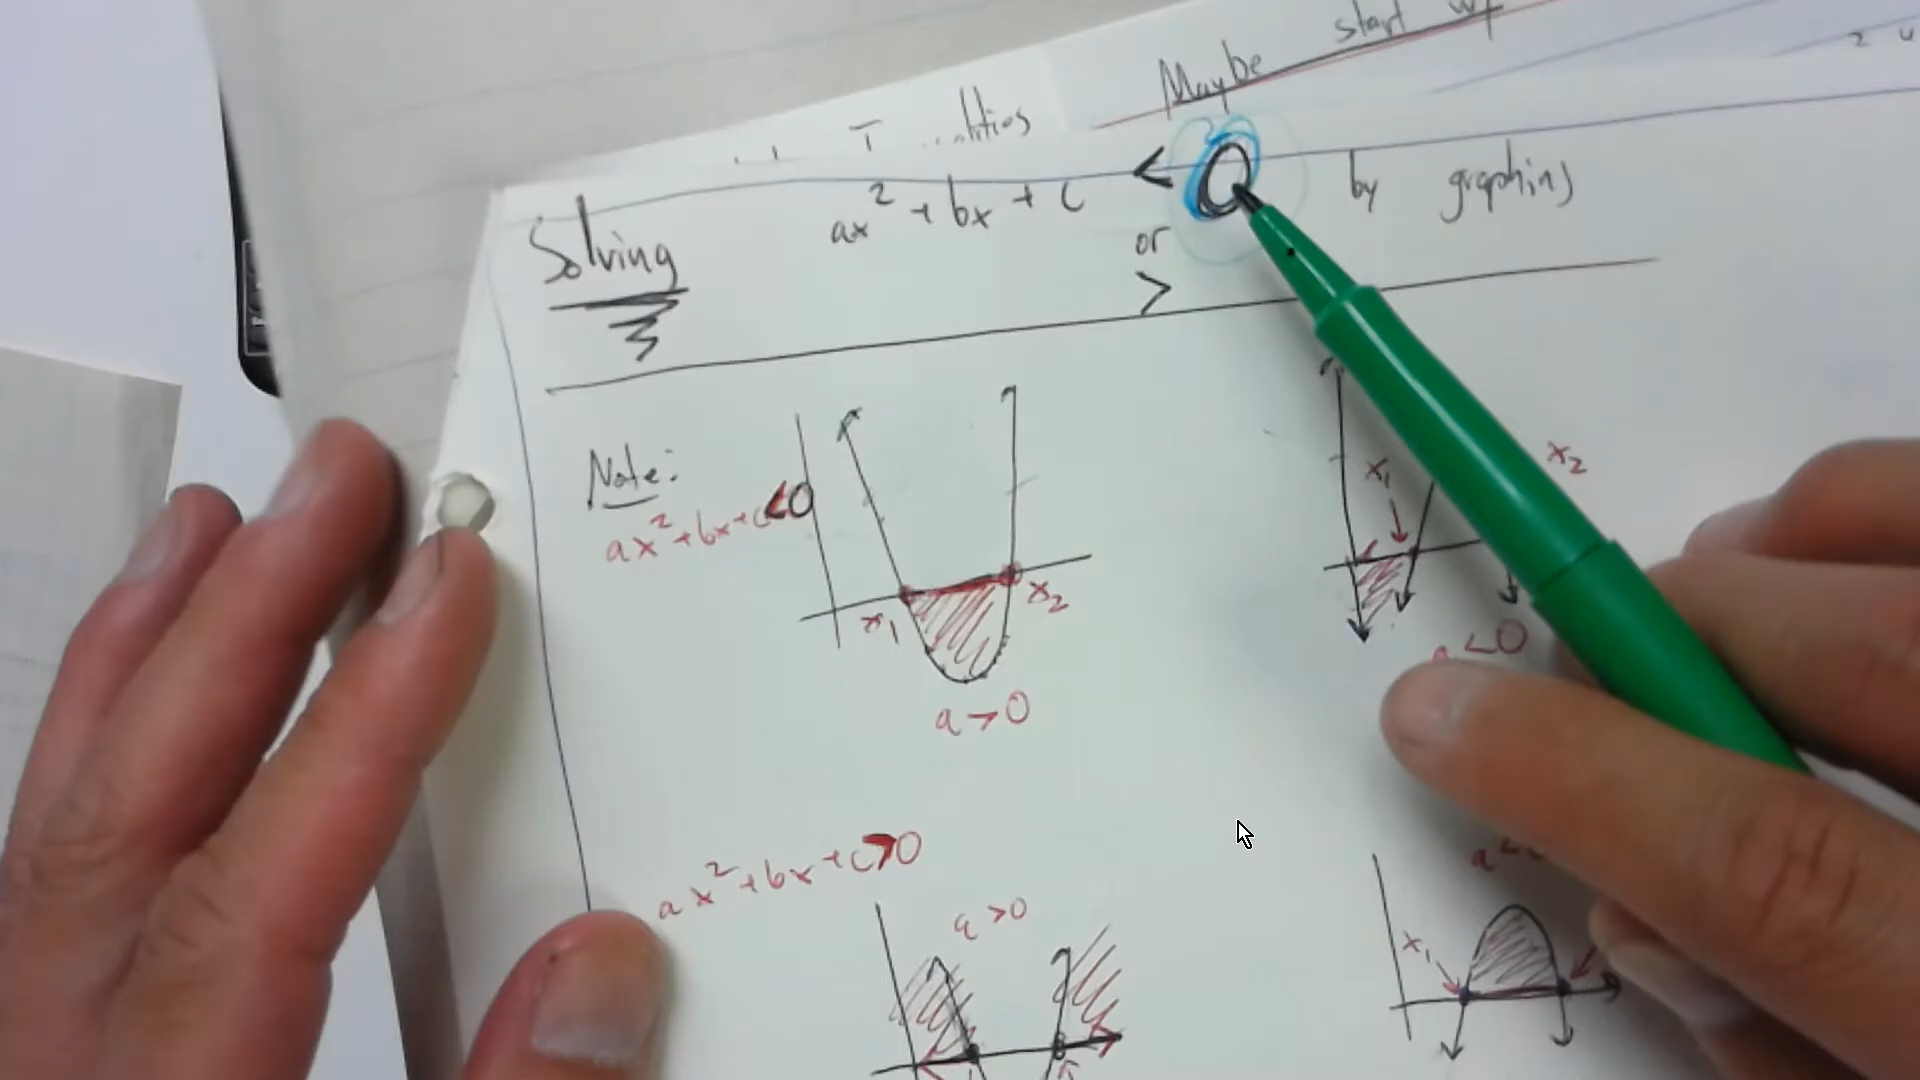 Maybe start w/
Solving ax² + bx + c < 0 by graphing
or
>
Note:
ax² + bx + c < 0
x₁ x₂
a > 0
x₁ x₂
a < 0
ax² + bx + c > 0
a > 0
x₁